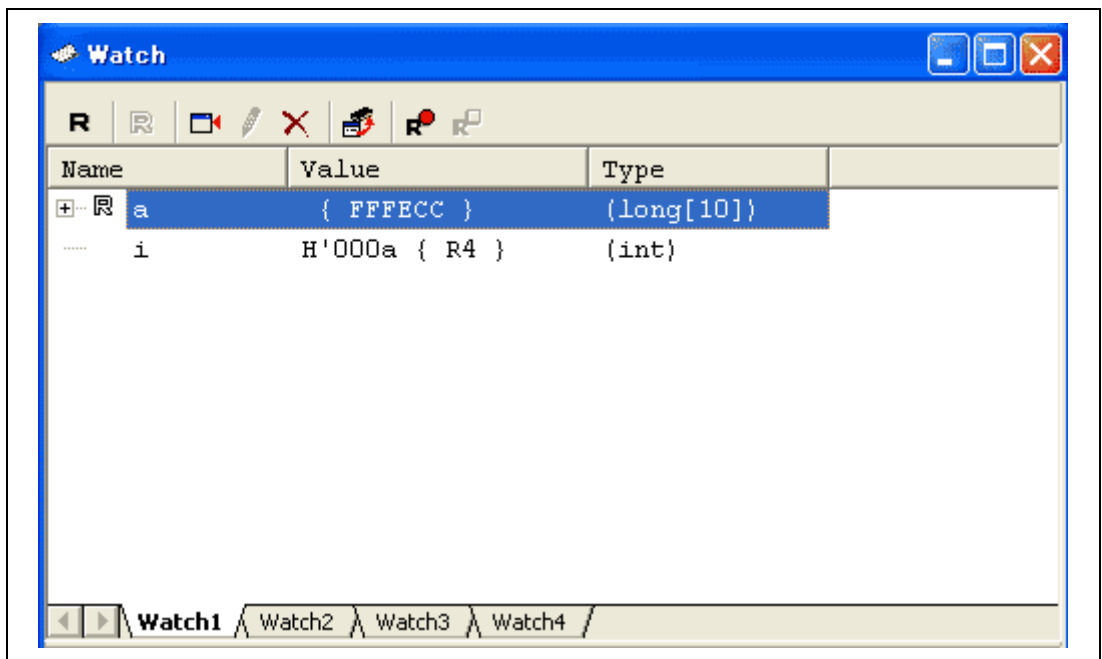 Watch
R R R R
Name Value Type
R a { FFFECC } (long[10])
i H'000a { R4 } (int)
Watch1 Watch2 Watch3 Watch4